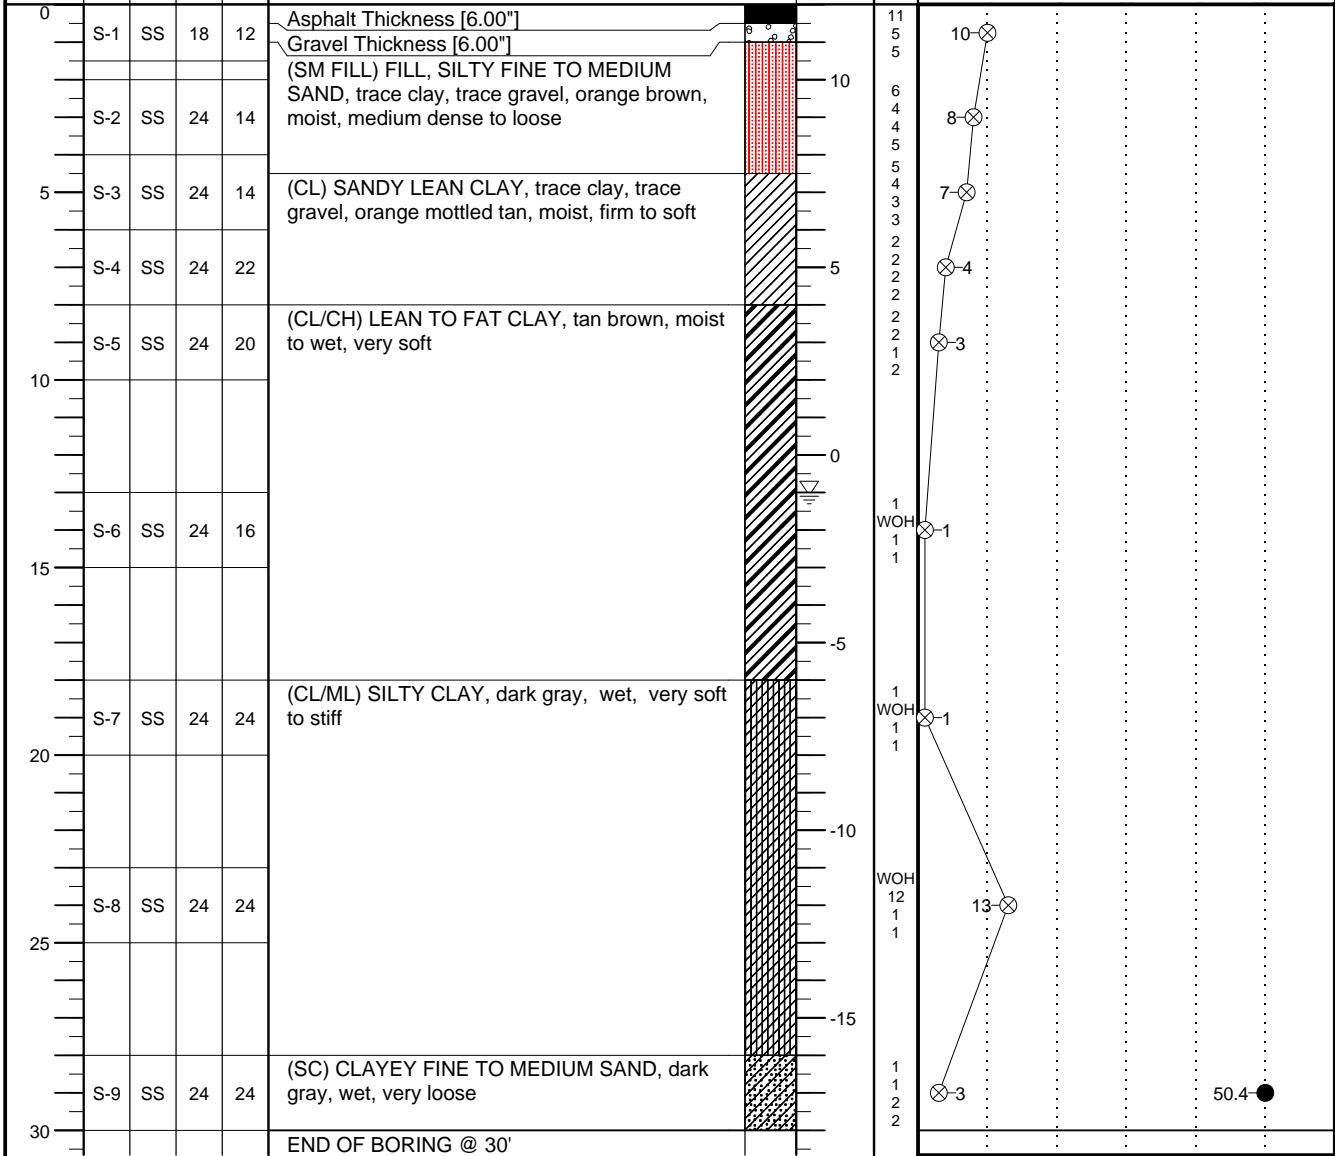 0
S-1 SS 18 12
Asphalt Thickness [6.00"]
Gravel Thickness [6.00"]
11
5
5
10
(SM FILL) FILL, SILTY FINE TO MEDIUM
SAND, trace clay, trace gravel, orange brown,
moist, medium dense to loose
10
S-2 SS 24 14
6
4
4
5
8
5
S-3 SS 24 14
(CL) SANDY LEAN CLAY, trace clay, trace
gravel, orange mottled tan, moist, firm to soft
5
4
3
3
7
S-4 SS 24 22
5
2
2
2
2
4
(CL/CH) LEAN TO FAT CLAY, tan brown, moist
to wet, very soft
S-5 SS 24 20
2
2
1
2
3
10
0
S-6 SS 24 16
1
WOH
1
1
1
15
-5
(CL/ML) SILTY CLAY, dark gray, wet, very soft
to stiff
S-7 SS 24 24
1
WOH
1
1
1
20
-10
S-8 SS 24 24
WOH
12
1
1
13
25
-15
(SC) CLAYEY FINE TO MEDIUM SAND, dark
gray, wet, very loose
S-9 SS 24 24
1
1
2
2
3
50.4
30
END OF BORING @ 30'